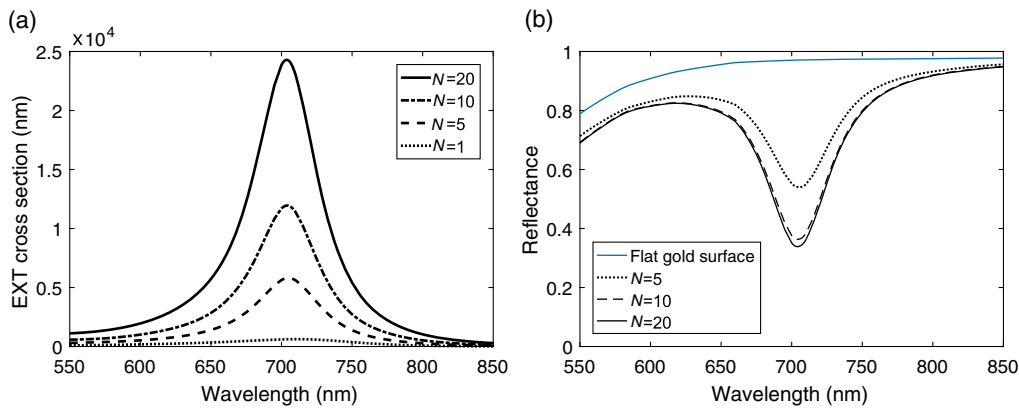 (a)
×10⁴
2.5
2
1.5
1
0.5
0
EXT cross section (nm)
550 600 650 700 750 800 850
Wavelength (nm)
N=20
N=10
N=5
N=1
(b)
1
0.8
0.6
0.4
0.2
0
Reflectance
550 600 650 700 750 800 850
Wavelength (nm)
Flat gold surface
N=5
N=10
N=20